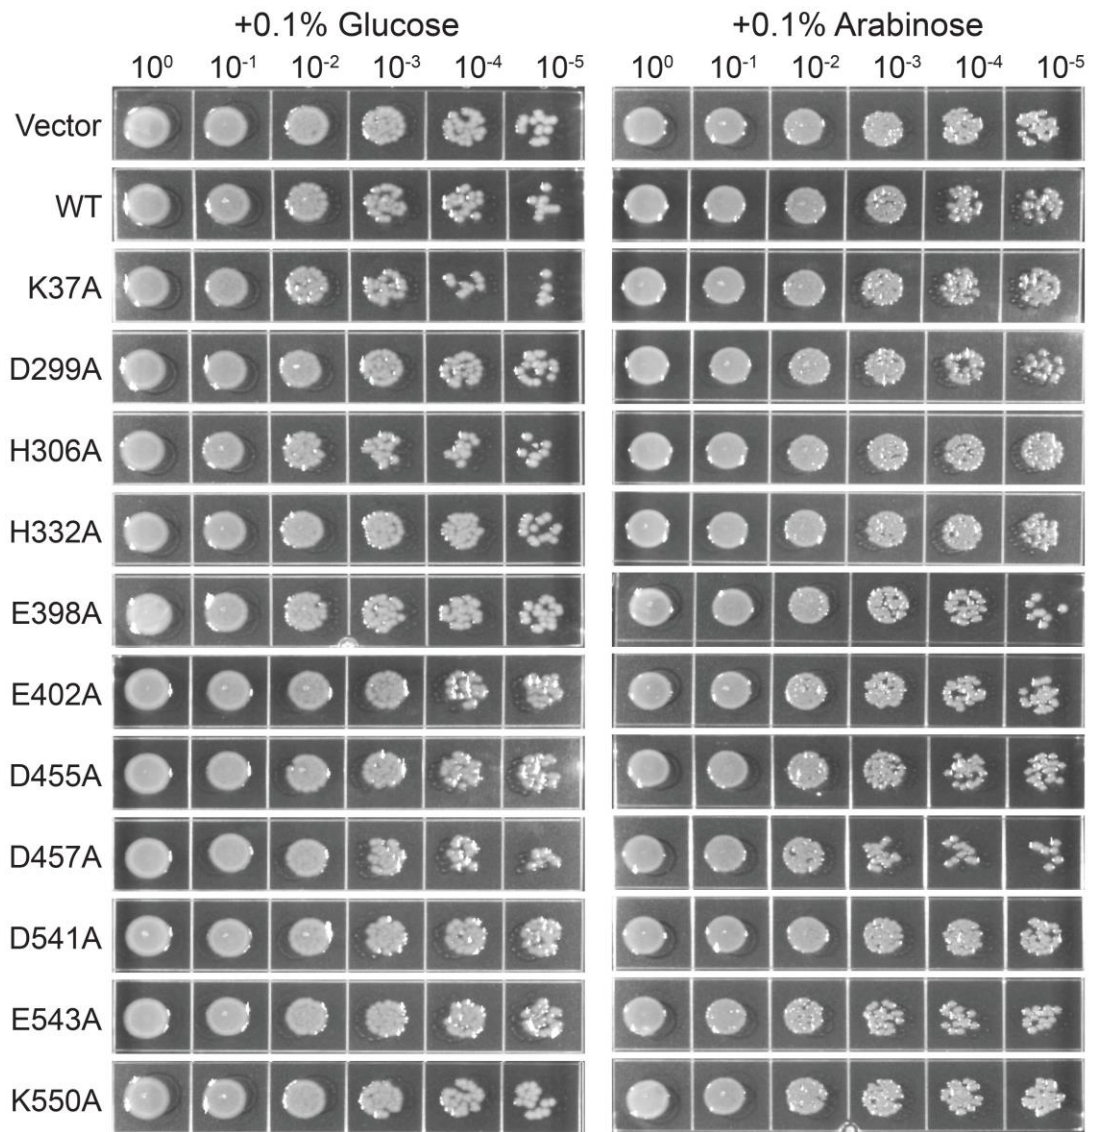 +0.1% Glucose +0.1% Arabinose
10⁰ 10⁻¹ 10⁻² 10⁻³ 10⁻⁴ 10⁻⁵ 10⁰ 10⁻¹ 10⁻² 10⁻³ 10⁻⁴ 10⁻⁵
Vector
WT
K37A
D299A
H306A
H332A
E398A
E402A
D455A
D457A
D541A
E543A
K550A